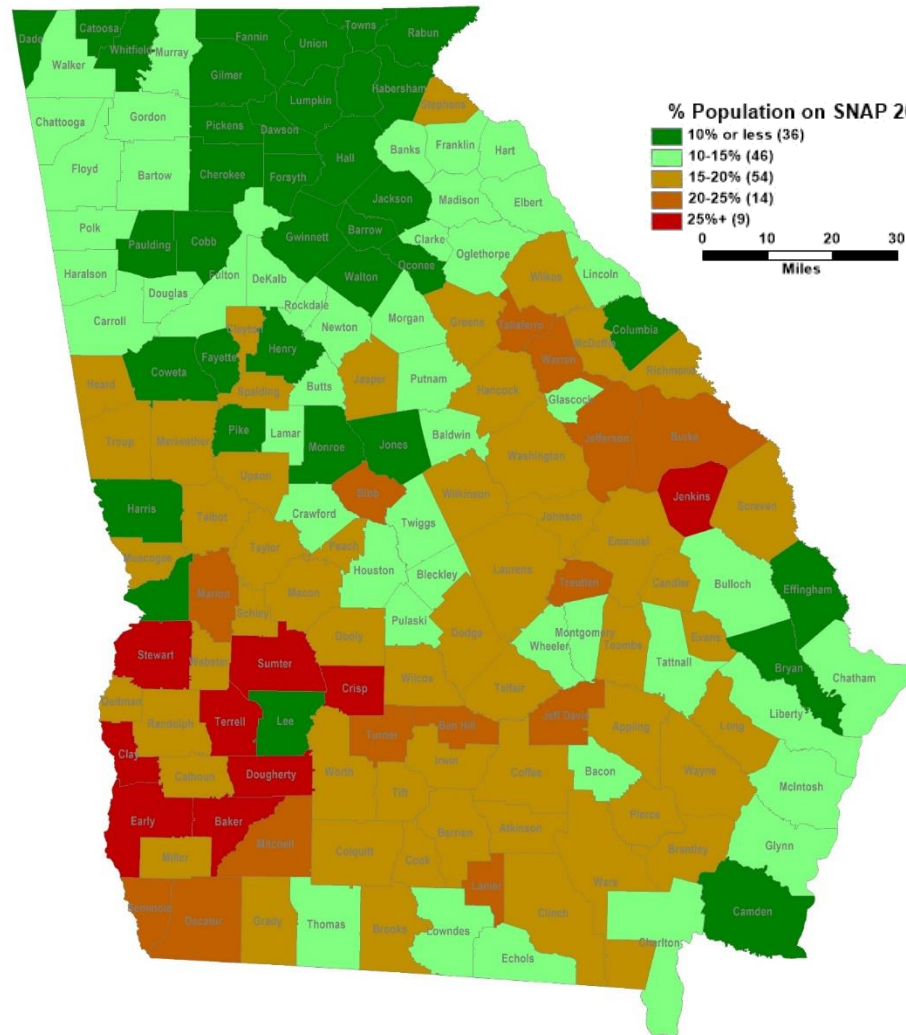 Dade
Catoosa
Whitfield
Murray
Fannin
Union
Towns
Rabun
Walker
Gilmer
Habersham
Lumpkin
Stephens
% Population on SNAP 20
10% or less (36)
10-15% (46)
15-20% (54)
20-25% (14)
25%+ (9)
0 10 20 30
Miles
Chattooga
Gordon
Pickens
Dawson
Banks
Franklin
Hart
Hall
Floyd
Bartow
Cherokee
Forsyth
Jackson
Madison
Elbert
Polk
Paulding
Cobb
Gwinnett
Barrow
Clarke
Oglethorpe
Oconee
Haralson
Fulton
DeKalb
Walton
Wilkes
Lincoln
Douglas
Rockdale
Newton
Morgan
Greene
Taliaferro
McDuffie
Columbia
Carroll
Clayton
Henry
Warren
Richmond
Heard
Coweta
Fayette
Spalding
Butts
Jasper
Putnam
Hancock
Glascock
Troup
Meriwether
Pike
Lamar
Monroe
Jones
Baldwin
Washington
Jefferson
Burke
Upson
Bibb
Wilkinson
Jenkins
Screven
Harris
Talbot
Crawford
Twiggs
Johnson
Muscogee
Taylor
Peach
Emanuel
Houston
Bleckley
Laurens
Candler
Bulloch
Effingham
Marion
Schley
Macon
Pulaski
Treutlen
Stewart
Webster
Sumter
Dooly
Dodge
Wheeler
Montgomery
Toombs
Tattnall
Evans
Bryan
Chatham
Crisp
Wilcox
Telfair
Quitman
Randolph
Terrell
Lee
Turner
Ben Hill
Jeff Davis
Appling
Long
Liberty
Clay
Calhoun
Dougherty
Worth
Irwin
Coffee
Bacon
Wayne
McIntosh
Tift
Early
Baker
Mitchell
Berrien
Atkinson
Pierce
Brantley
Glynn
Miller
Colquitt
Cook
Ware
Lanier
Seminole
Decatur
Grady
Thomas
Brooks
Lowndes
Clinch
Charlton
Camden
Echols